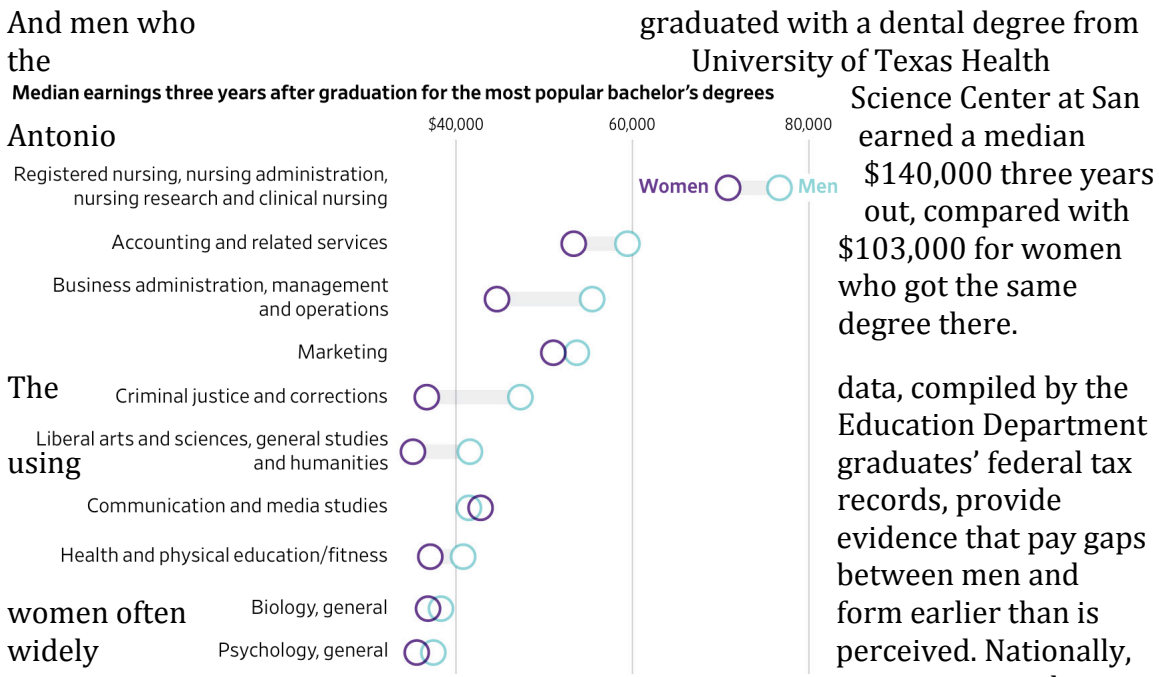 And men who graduated with a dental degree from
the University of Texas Health
Median earnings three years after graduation for the most popular bachelor's degrees
Science Center at San
Antonio earned a median
$40,000 60,000 80,000
$140,000 three years
out, compared with
$103,000 for women
who got the same
degree there.
Registered nursing, nursing administration,
nursing research and clinical nursing
Women Men
Accounting and related services
Business administration, management
and operations
Marketing
Criminal justice and corrections
Liberal arts and sciences, general studies
and humanities
Communication and media studies
Health and physical education/fitness
Biology, general
Psychology, general
The data, compiled by the
Education Department
using graduates' federal tax
records, provide
evidence that pay gaps
between men and
women often form earlier than is
widely perceived. Nationally,